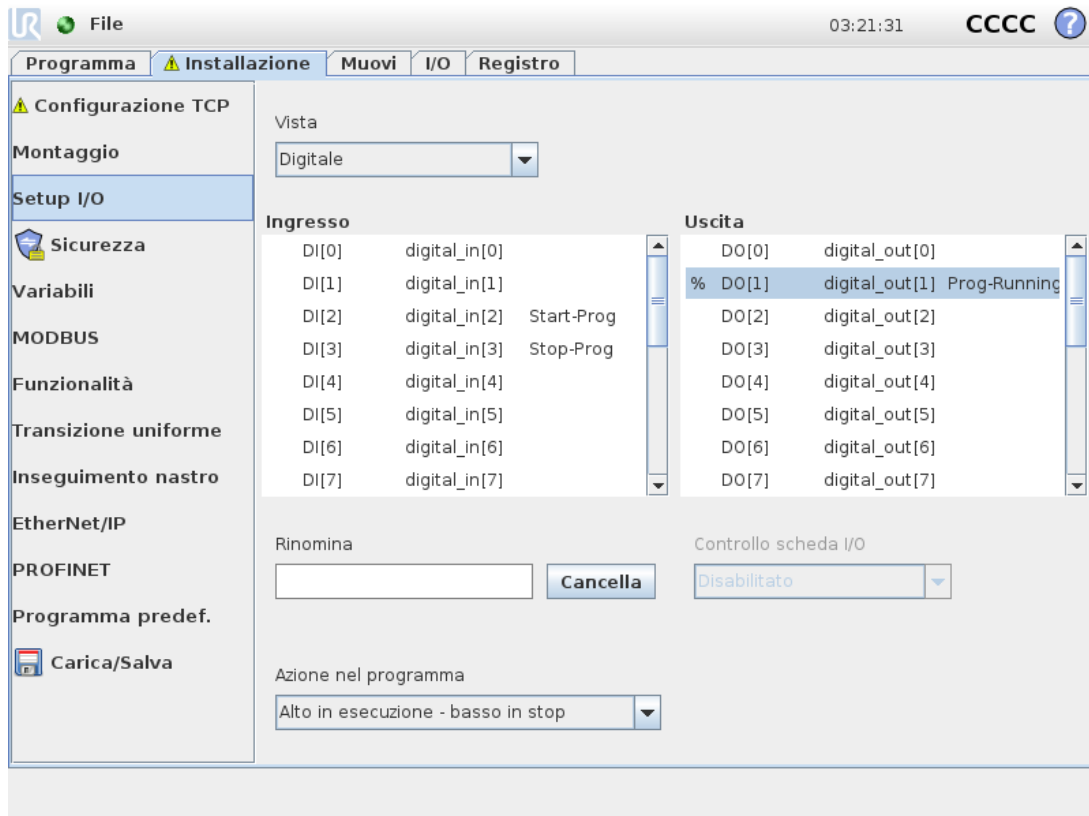 UR File 03:21:31 CCCC ?
Programma Installazione Muovi I/O Registro
Configurazione TCP
Montaggio
Setup I/O
Sicurezza
Variabili
MODBUS
Funzionalità
Transizione uniforme
Inseguimento nastro
EtherNet/IP
PROFINET
Programma predef.
Carica/Salva
Vista
Digitale
Ingresso
DI[0] digital_in[0]
DI[1] digital_in[1]
DI[2] digital_in[2] Start-Prog
DI[3] digital_in[3] Stop-Prog
DI[4] digital_in[4]
DI[5] digital_in[5]
DI[6] digital_in[6]
DI[7] digital_in[7]
Uscita
DO[0] digital_out[0]
% DO[1] digital_out[1] Prog-Running
DO[2] digital_out[2]
DO[3] digital_out[3]
DO[4] digital_out[4]
DO[5] digital_out[5]
DO[6] digital_out[6]
DO[7] digital_out[7]
Rinomina
Cancella
Controllo scheda I/O
Disabilitato
Azione nel programma
Alto in esecuzione - basso in stop